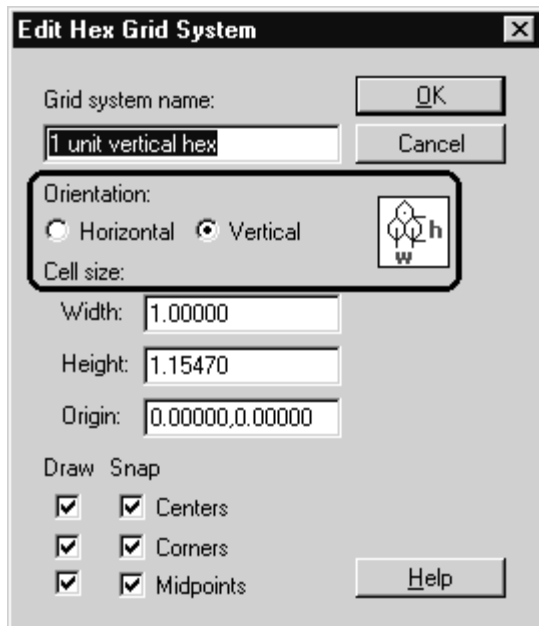 Edit Hex Grid System
Grid system name:
OK
1 unit vertical hex
Cancel
Orientation:
Horizontal Vertical
h
w
Cell size:
Width: 1.00000
Height: 1.15470
Origin: 0.00000,0.00000
Draw Snap
Centers
Corners
Midpoints
Help